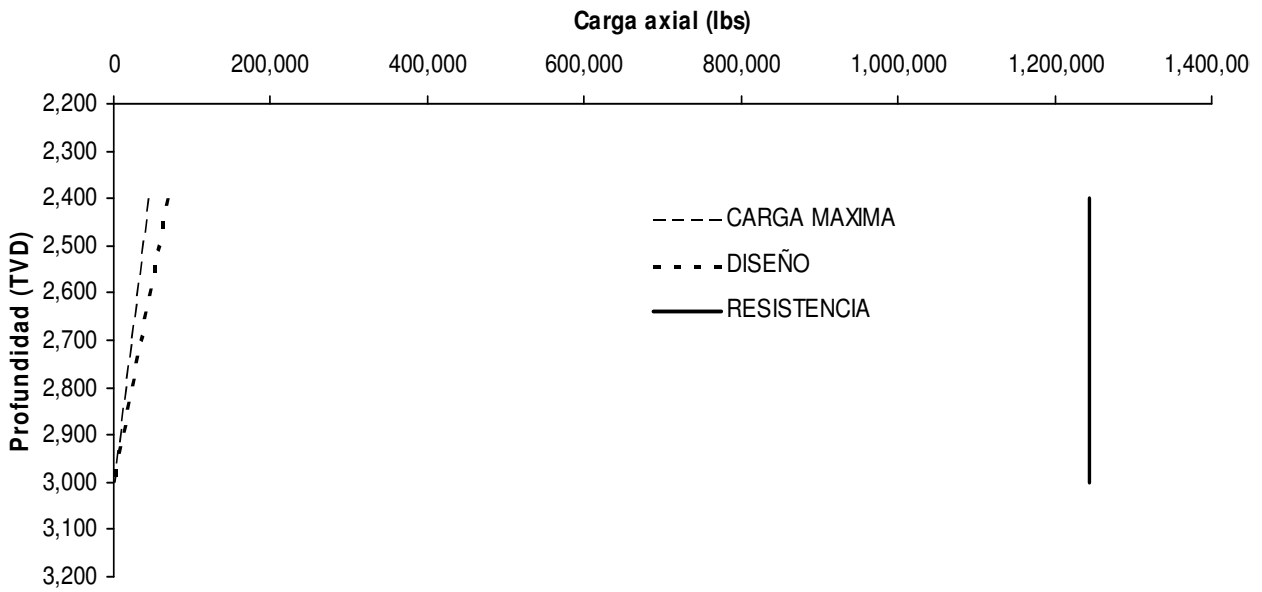 Carga axial (lbs)
0 200,000 400,000 600,000 800,000 1,000,000 1,200,000 1,400,00
Profundidad (TVD)
2,200
2,300
2,400
2,500
2,600
2,700
2,800
2,900
3,000
3,100
3,200
CARGA MAXIMA
DISEÑO
RESISTENCIA